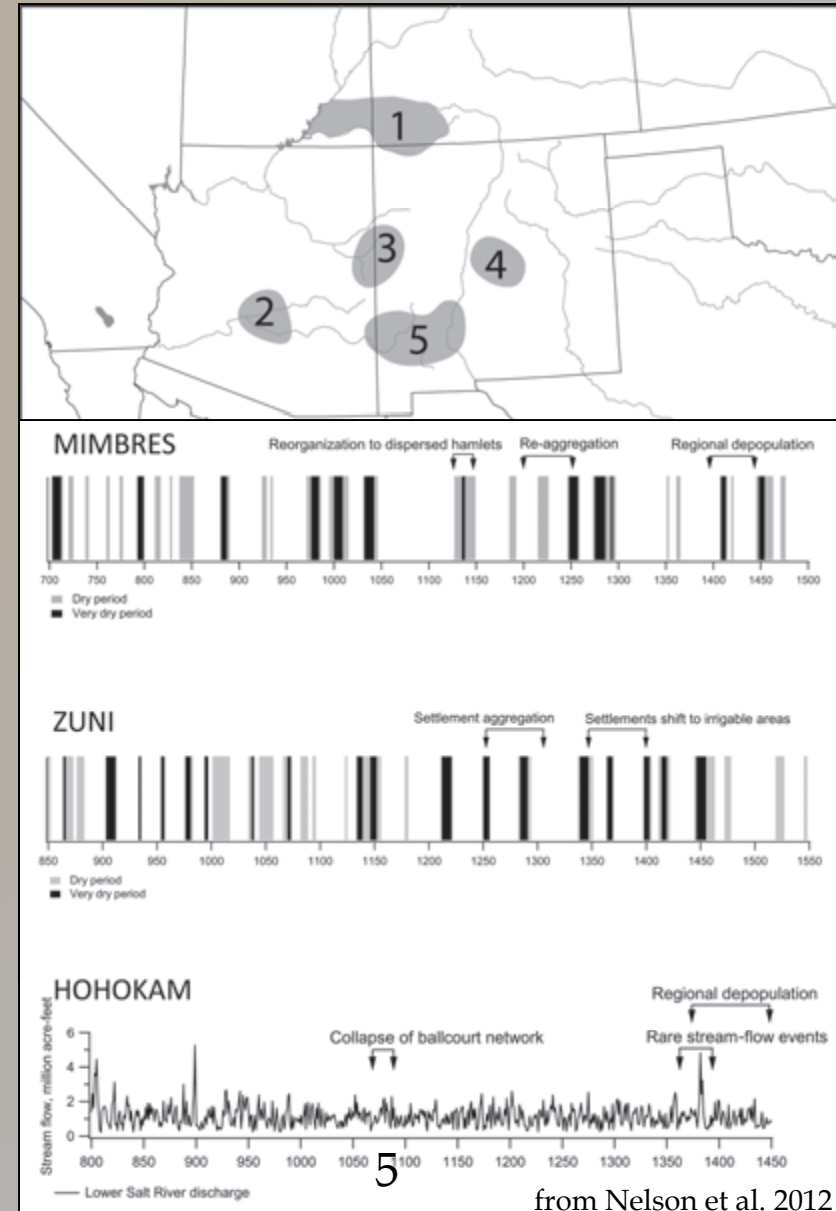 1
3
4
2
5
MIMBRES
Reorganization to dispersed hamlets Re-aggregation Regional depopulation
700 750 800 850 900 950 1000 1050 1100 1150 1200 1250 1300 1350 1400 1450 1500
Dry period
Very dry period
ZUNI
Settlement aggregation Settlements shift to irrigable areas
850 900 950 1000 1050 1100 1150 1200 1250 1300 1350 1400 1450 1500 1550
Dry period
Very dry period
HOHOKAM
Regional depopulation
Collapse of ballcourt network Rare stream-flow events
Stream flow, million acre-feet
6
4
2
0
800 850 900 950 1000 1050 1100 1150 1200 1250 1300 1350 1400 1450
5
Lower Salt River discharge
from Nelson et al. 2012